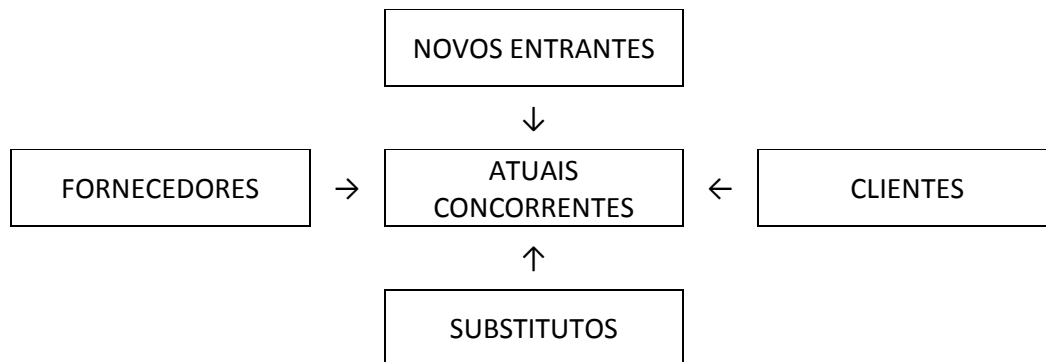 NOVOS ENTRANTES
↓
FORNECEDORES → ATUAIS CONCORRENTES ← CLIENTES
↑
SUBSTITUTOS